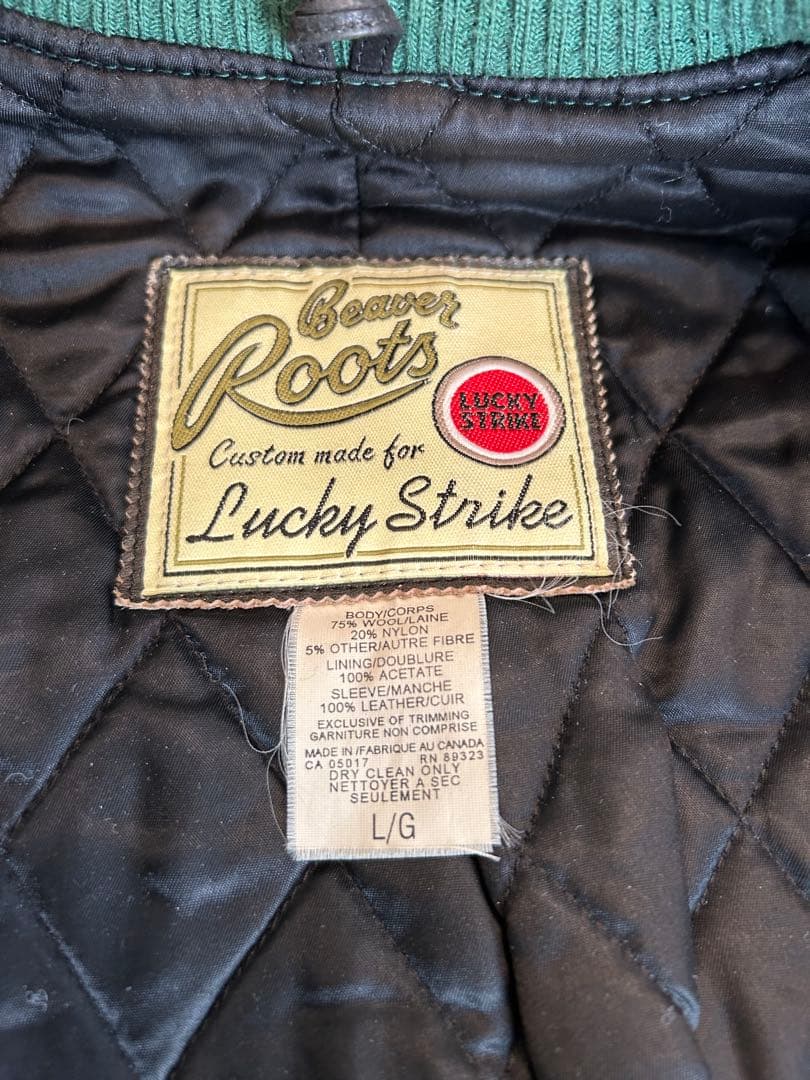 Beaver
Roots
LUCKY
STRIKE
Custom made for
Lucky Strike
BODY/CORPS
75% WOOL/LAINE
20% NYLON
5% OTHER/AUTRE FIBRE
LINING/DOUBLURE
100% ACETATE
SLEEVE/MANCHE
100% LEATHER/CUIR
EXCLUSIVE OF TRIMMING
GARNITURE NON COMPRISE
MADE IN/FABRIQUE AU CANADA
CA 05017 RN 89323
DRY CLEAN ONLY
NETTOYER A SEC
SEULEMENT
L/G